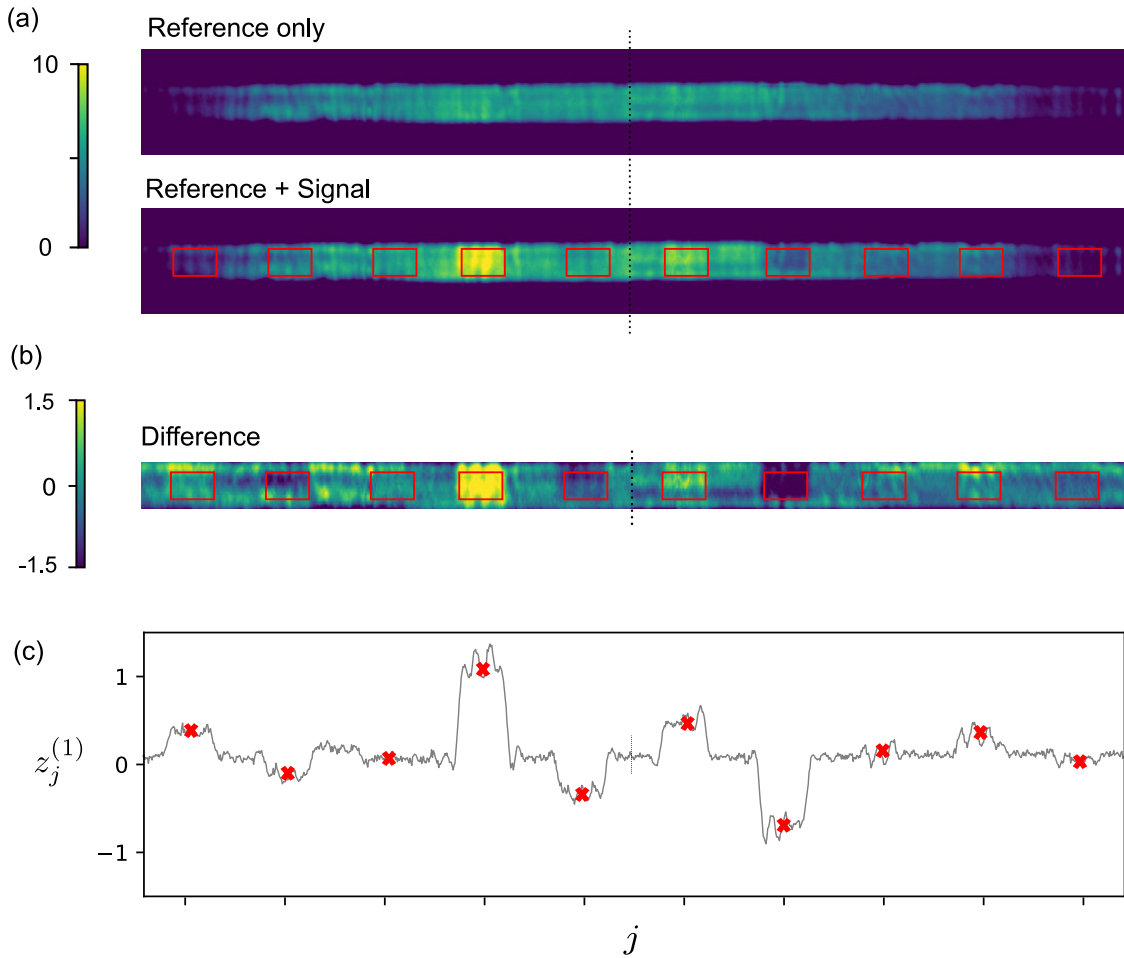 (a)
Reference only
10
0
Reference + Signal
(b)
1.5
0
-1.5
Difference
(c)
1
0
−1
z_j^{(1)}
j